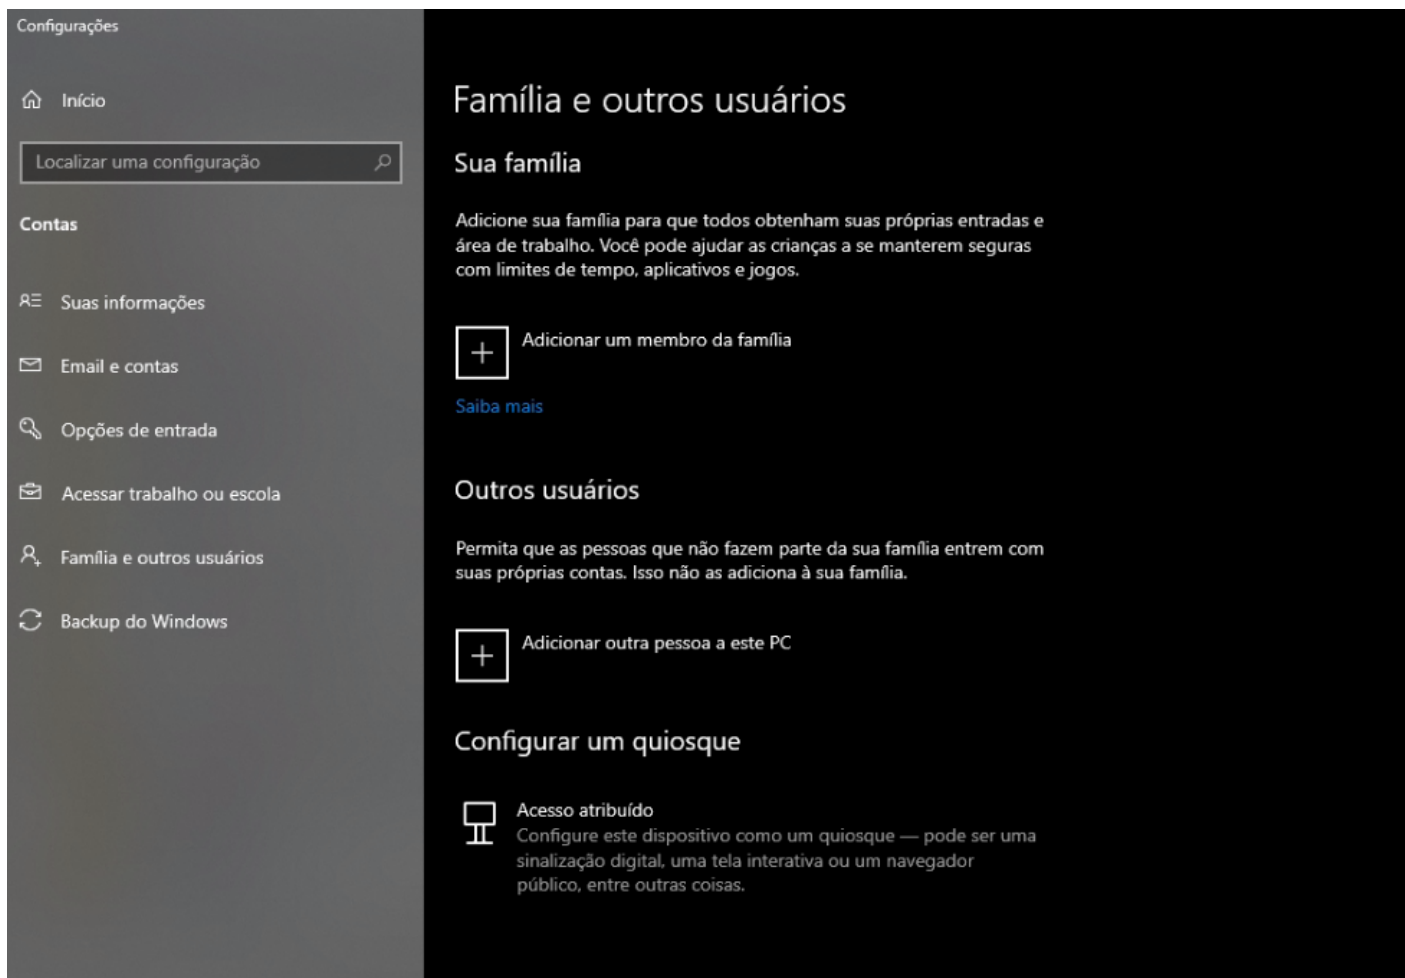 Configurações
Início
Localizar uma configuração
Contas
Suas informações
Email e contas
Opções de entrada
Acessar trabalho ou escola
Família e outros usuários
Backup do Windows
Família e outros usuários
Sua família
Adicione sua família para que todos obtenham suas próprias entradas e
área de trabalho. Você pode ajudar as crianças a se manterem seguras
com limites de tempo, aplicativos e jogos.
Adicionar um membro da família
Saiba mais
Outros usuários
Permita que as pessoas que não fazem parte da sua família entrem com
suas próprias contas. Isso não as adiciona à sua família.
Adicionar outra pessoa a este PC
Configurar um quiosque
Acesso atribuído
Configure este dispositivo como um quiosque — pode ser uma
sinalização digital, uma tela interativa ou um navegador
público, entre outras coisas.